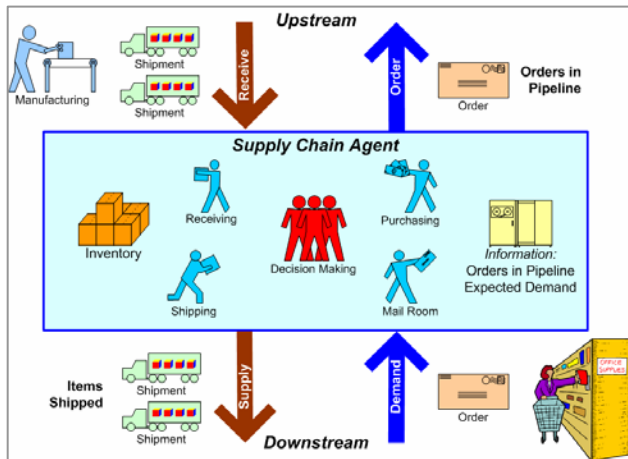 Upstream
Manufacturing
Shipment
Shipment
Receive
Order
Order
Orders in
Pipeline
Supply Chain Agent
Inventory
Receiving
Shipping
Decision Making
Purchasing
Mail Room
Information:
Orders in Pipeline
Expected Demand
Items
Shipped
Shipment
Shipment
Supply
Demand
Order
OFFICE
SUPPLIES
Downstream